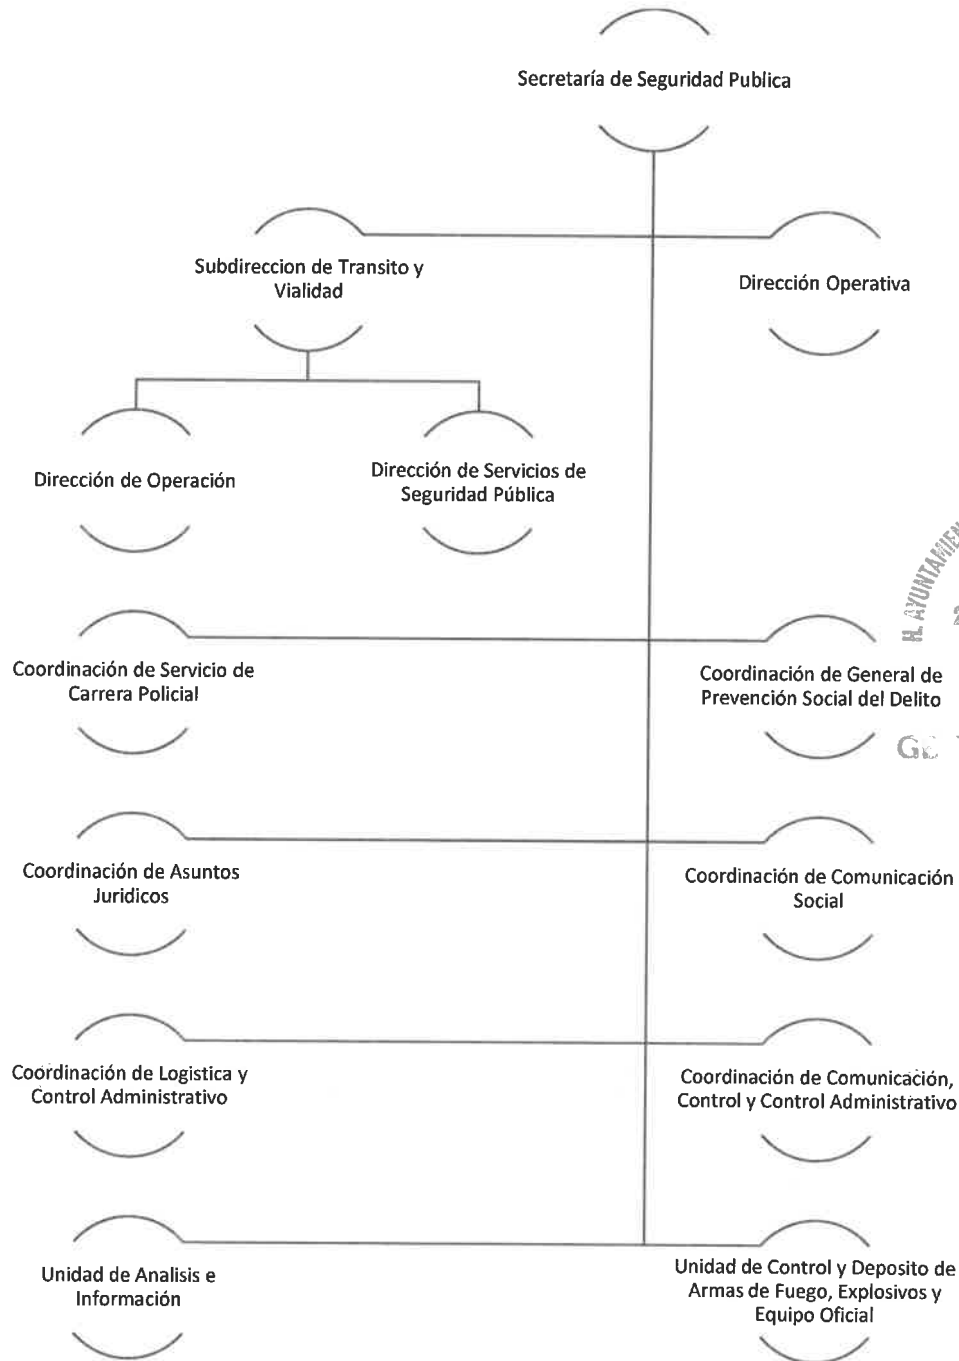 Secretaría de Seguridad Publica
Subdireccion de Transito y
Vialidad
Dirección Operativa
Dirección de Operación
Dirección de Servicios de
Seguridad Pública
H. AYUNTAMIEN
Coordinación de Servicio de
Carrera Policial
Coordinación de General de
Prevención Social del Delito
Coordinación de Asuntos
Juridicos
Coordinación de Comunicación
Social
Coordinación de Logistica y
Control Administrativo
Coordinación de Comunicación,
Control y Control Administrativo
Unidad de Analisis e
Información
Unidad de Control y Deposito de
Armas de Fuego, Explosivos y
Equipo Oficial